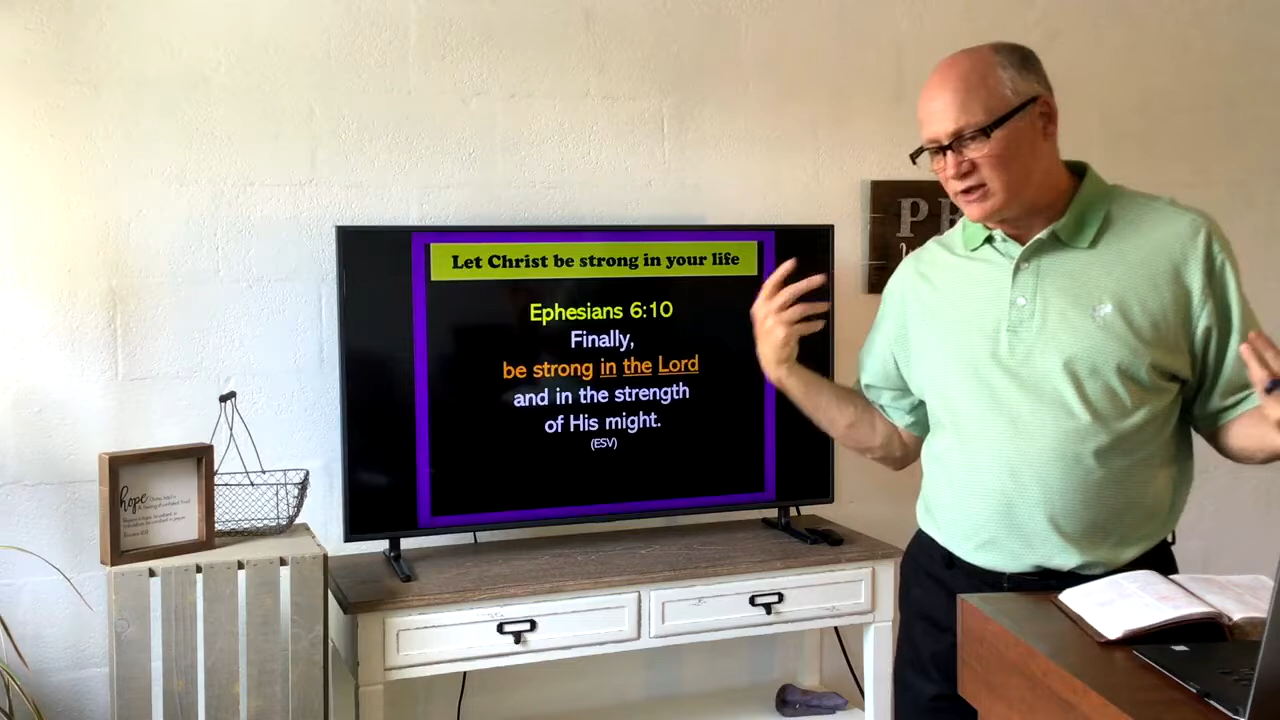 Let Christ be strong in your life
Ephesians 6:10
Finally,
be strong in the Lord
and in the strength
of His might.
(ESV)
PR
hope